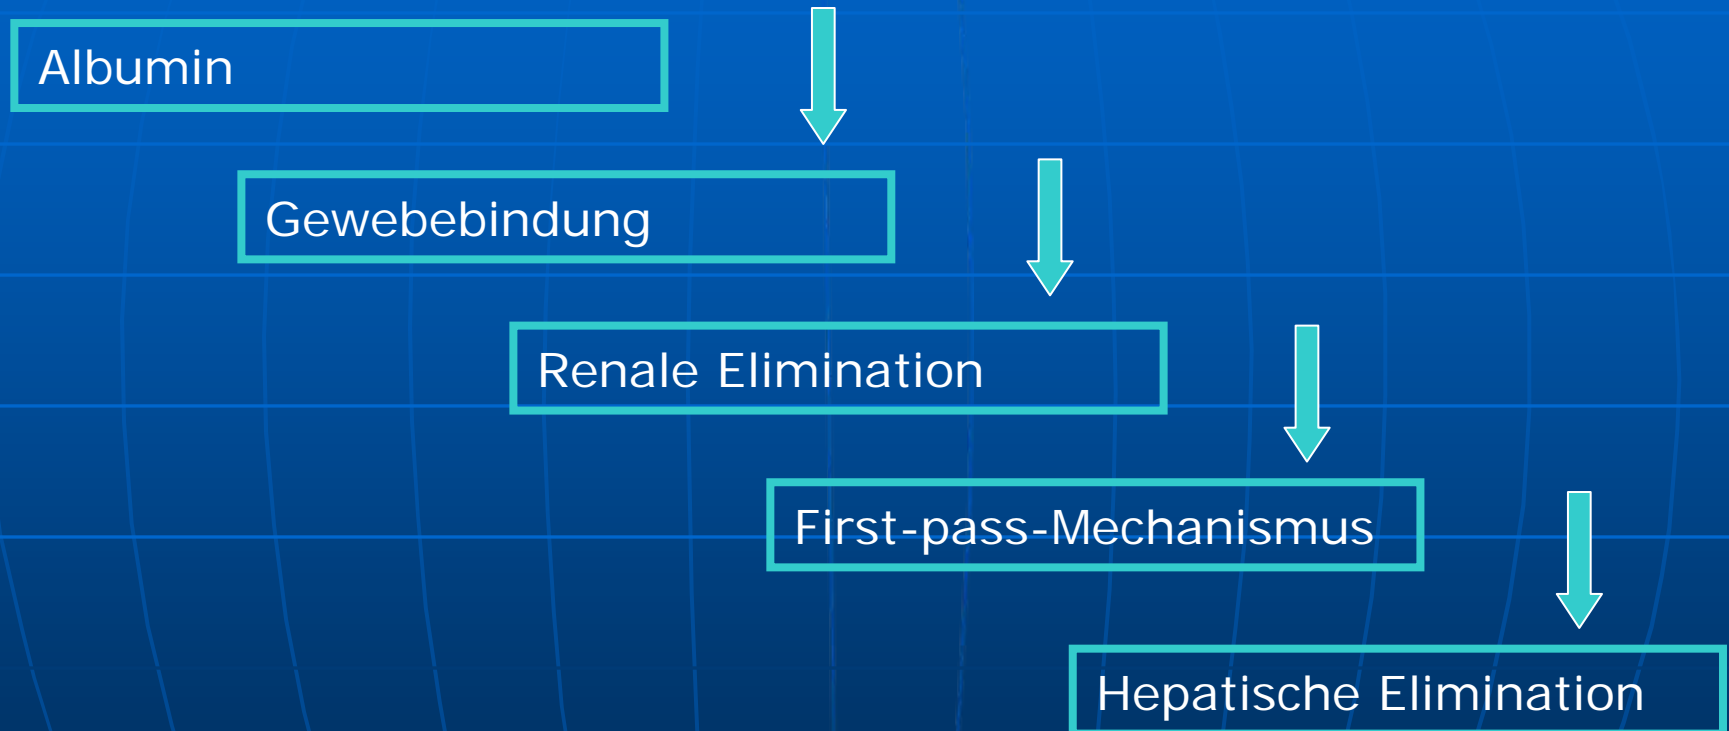 Albumin
Gewebebindung
Renale Elimination
First-pass-Mechanismus
Hepatische Elimination